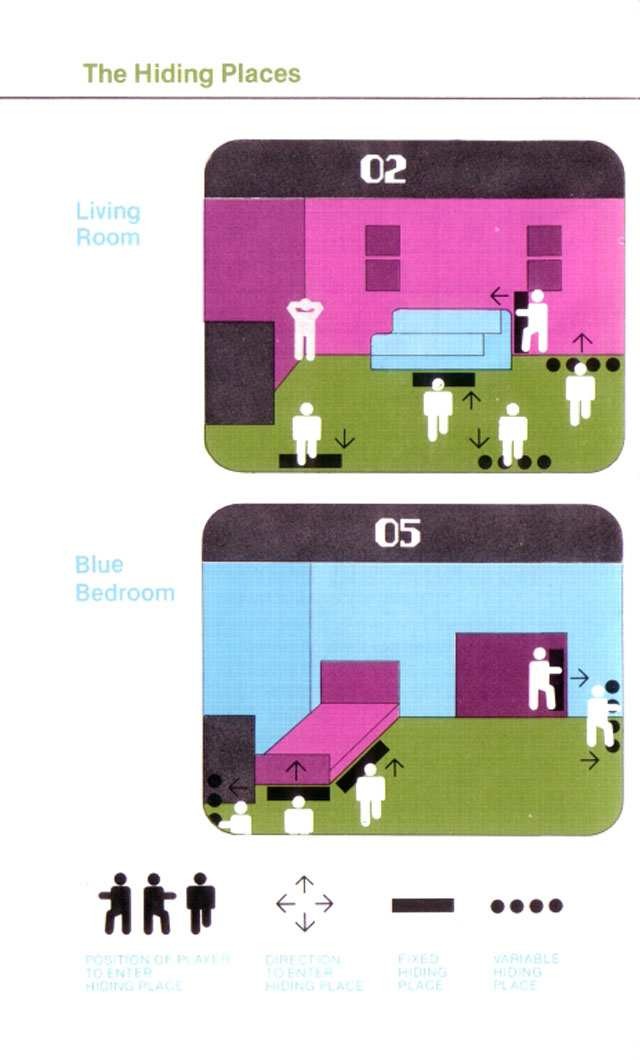 The Hiding Places
02
Living
Room
05
Blue
Bedroom
POSITION OF PLAYER
TO ENTER
HIDING PLACE
DIRECTION
TO ENTER
HIDING PLACE
FIXED
HIDING
PLACE
VARIABLE
HIDING
PLACE